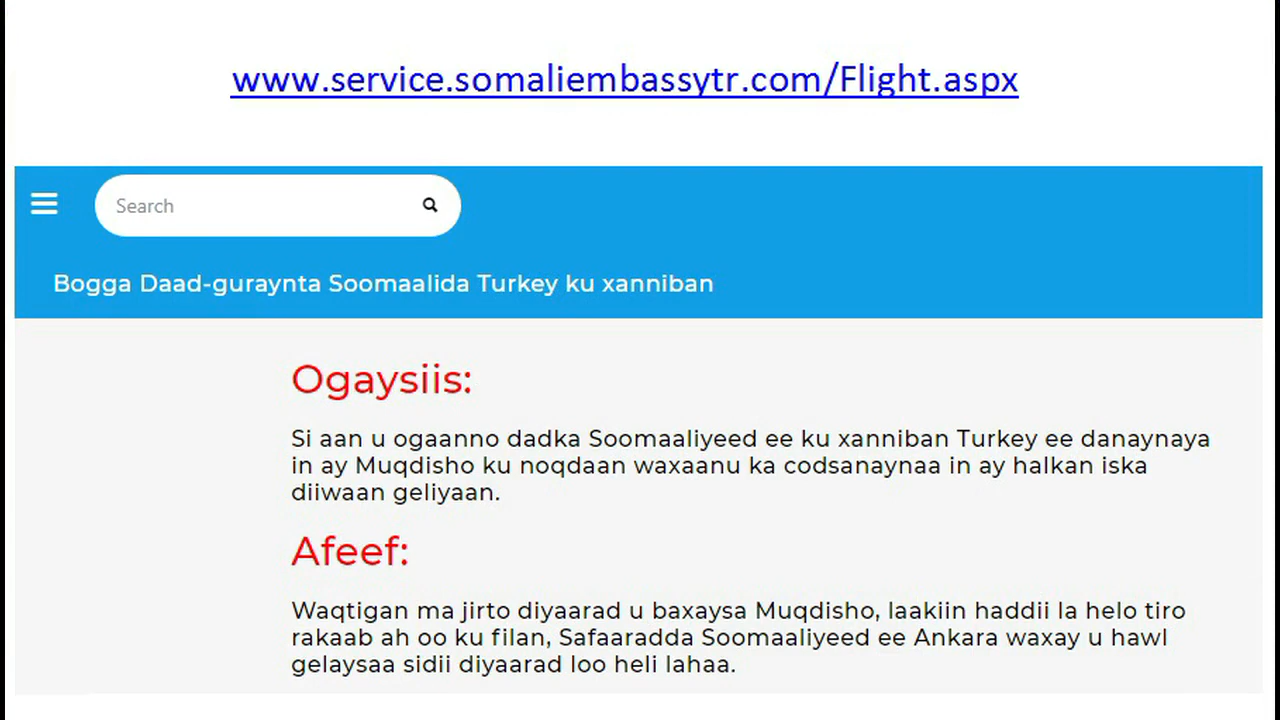 www.service.somaliembassytr.com/Flight.aspx
Search
Bogga Daad-guraynta Soomaalida Turkey ku xanniban
Ogaysiis:
Si aan u ogaanno dadka Soomaaliyeed ee ku xanniban Turkey ee danaynaya
in ay Muqdisho ku noqdaan waxaanu ka codsanaynaa in ay halkan iska
diiwaan geliyaan.
Afeef:
Waqtigan ma jirto diyaarad u baxaysa Muqdisho, laakiin haddii la helo tiro
rakaab ah oo ku filan, Safaaradda Soomaaliyeed ee Ankara waxay u hawl
gelaysaa sidii diyaarad loo heli lahaa.